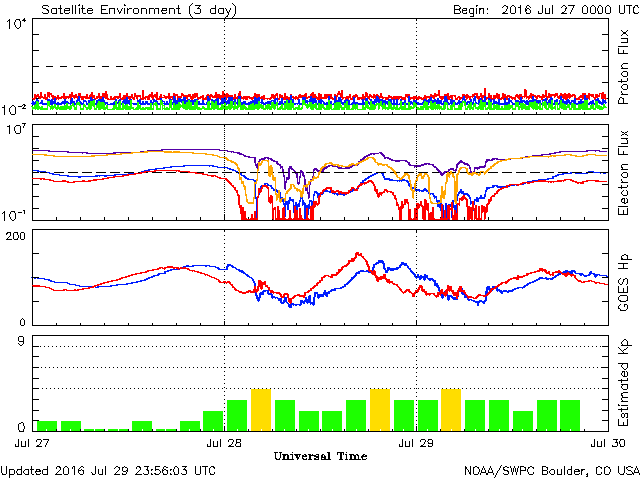 Satellite Environment (3 day)
Begin: 2016 Jul 27 0000 UTC
10^4
10^-2
Proton Flux
10^7
10^-1
Electron Flux
200
0
GOES Hp
9
0
Estimated Kp
Jul 27
Jul 28
Jul 29
Jul 30
Universal Time
Updated 2016 Jul 29 23:56:03 UTC
NOAA/SWPC Boulder, CO USA